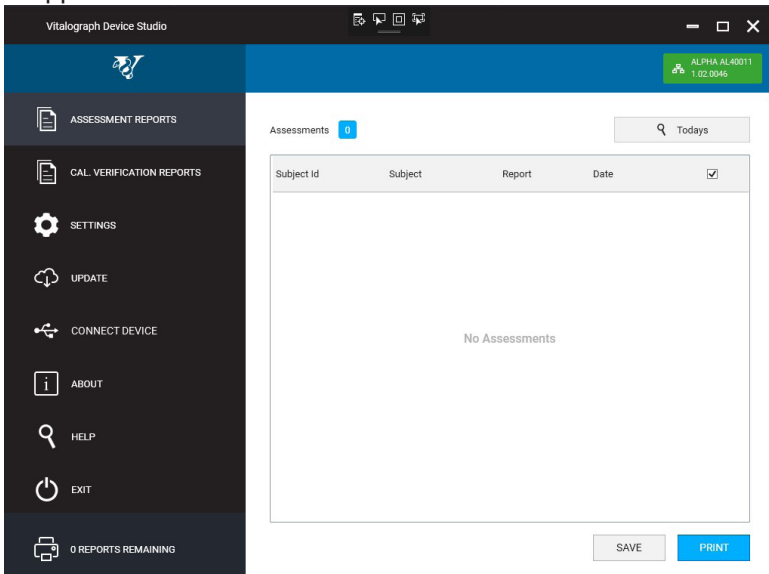 Vitalograph Device Studio
ALPHA AL40011
1.02.0046
ASSESSMENT REPORTS
CAL. VERIFICATION REPORTS
SETTINGS
UPDATE
CONNECT DEVICE
i
ABOUT
HELP
EXIT
0 REPORTS REMAINING
Assessments 0
Todays
Subject Id Subject Report Date
No Assessments
SAVE PRINT